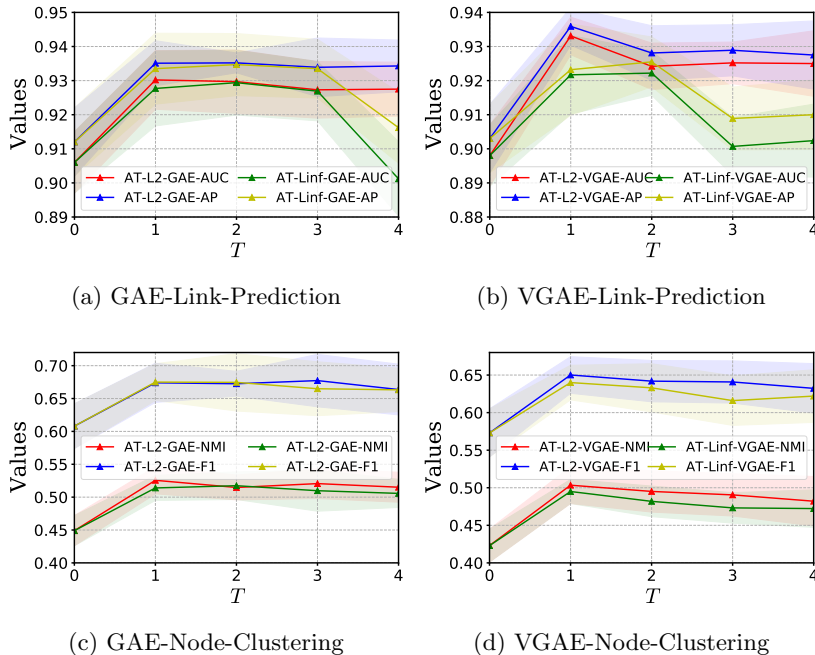 0.95
0.94
0.93
0.92
0.91
0.90
0.89
Values
AT-L2-GAE-AUC
AT-L2-GAE-AP
AT-Linf-GAE-AUC
AT-Linf-GAE-AP
0 1 2 3 4
T
(a) GAE-Link-Prediction
0.94
0.93
0.92
0.91
0.90
0.89
0.88
Values
AT-L2-VGAE-AUC
AT-L2-VGAE-AP
AT-Linf-VGAE-AUC
AT-Linf-VGAE-AP
0 1 2 3 4
T
(b) VGAE-Link-Prediction
0.70
0.65
0.60
0.55
0.50
0.45
0.40
Values
AT-L2-GAE-NMI
AT-L2-GAE-F1
AT-L2-GAE-NMI
AT-L2-GAE-F1
0 1 2 3 4
T
(c) GAE-Node-Clustering
0.65
0.60
0.55
0.50
0.45
0.40
Values
AT-L2-VGAE-NMI
AT-L2-VGAE-F1
AT-Linf-VGAE-NMI
AT-Linf-VGAE-F1
0 1 2 3 4
T
(d) VGAE-Node-Clustering